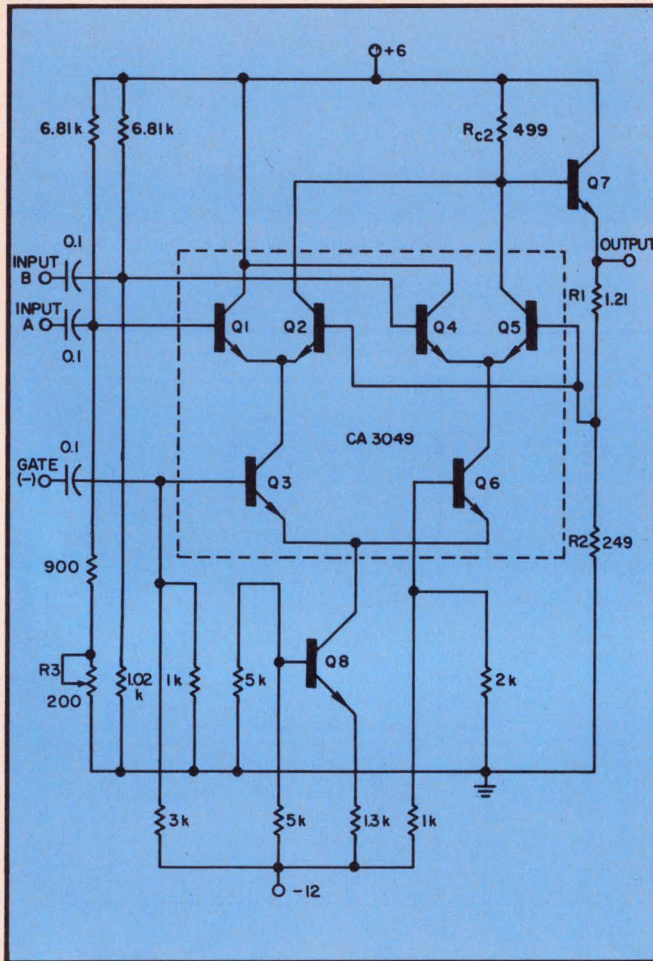 +6
6.81k
6.81k
Rc2 499
Q7
0.1
INPUT
B
OUTPUT
R1
1.21
INPUT
A
0.1
Q1
Q2
Q4
Q5
CA 3049
0.1
GATE
(-)
Q3
Q6
R2 249
900
R3
200
1.02
k
1k
5k
Q8
2k
3k
5k
1.3k
1k
-12